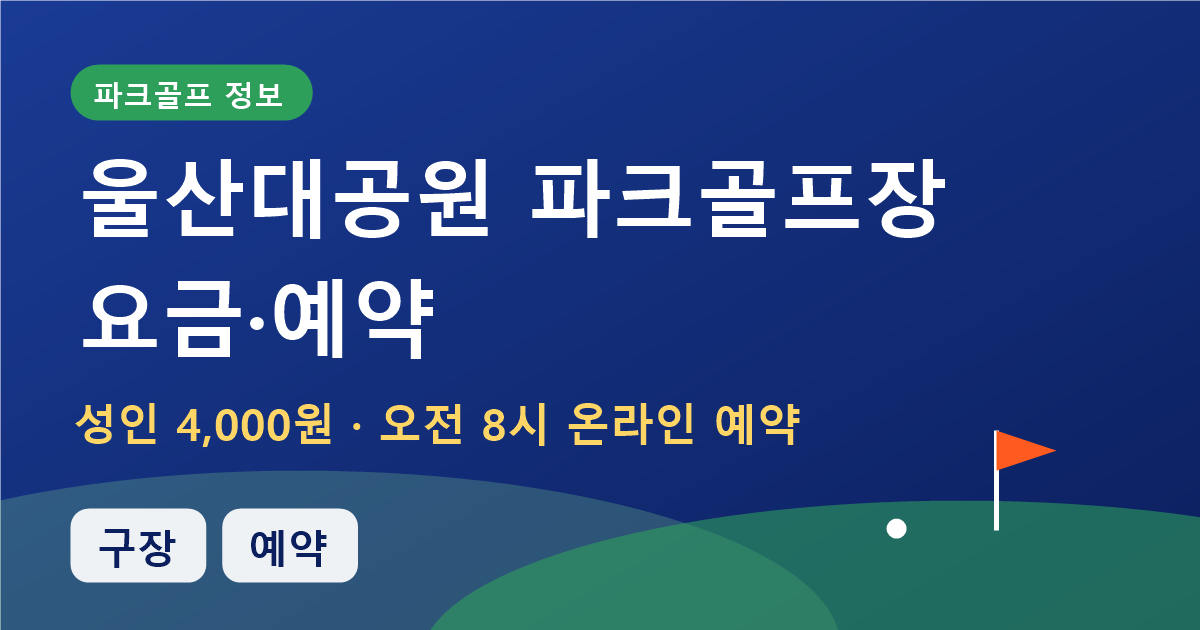 파크골프 정보
울산대공원 파크골프장
요금·예약
성인 4,000원 · 오전 8시 온라인 예약
구장 예약